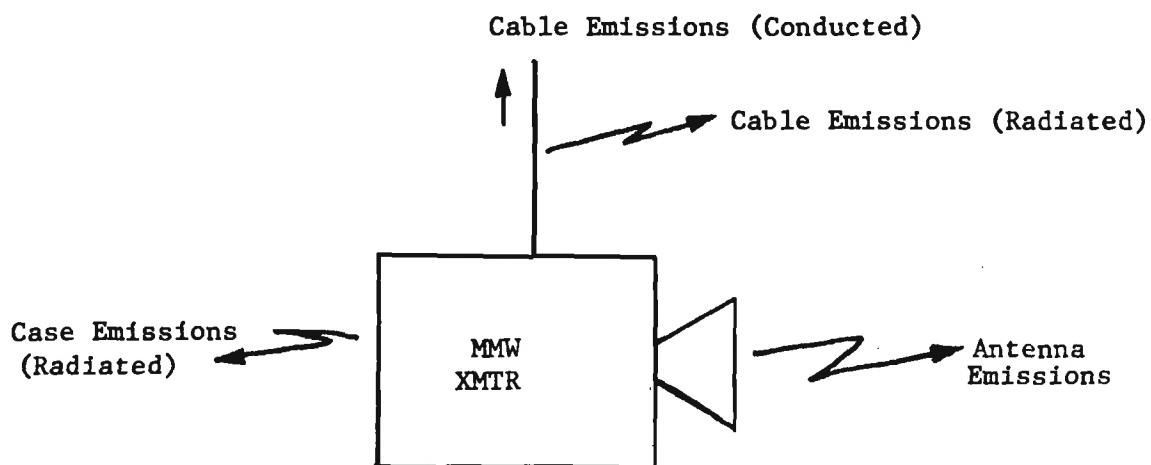 Cable Emissions (Conducted)
Cable Emissions (Radiated)
Case Emissions
(Radiated)
MMW
XMTR
Antenna
Emissions